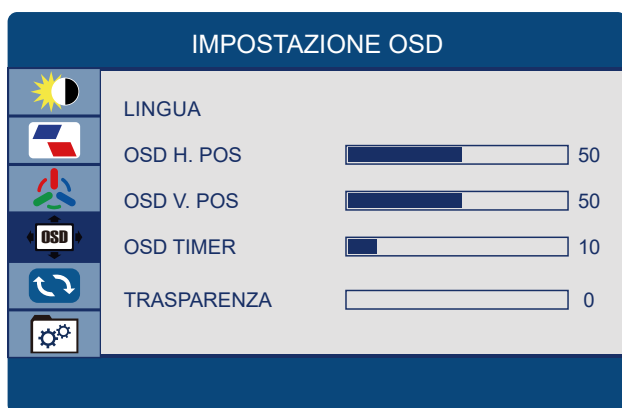 IMPOSTAZIONE OSD
LINGUA
OSD H. POS 50
OSD V. POS 50
OSD
OSD TIMER 10
TRASPARENZA 0